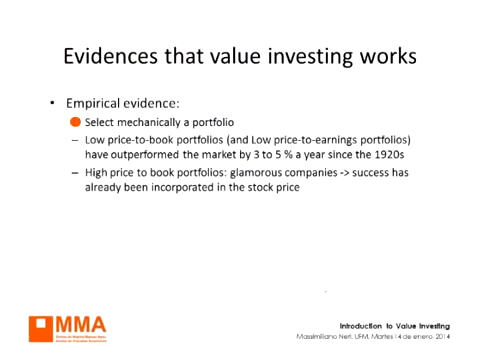 Evidences that value investing works
• Empirical evidence:
Select mechanically a portfolio
– Low price-to-book portfolios (and Low price-to-earnings portfolios)
have outperformed the market by 3 to 5 % a year since the 1920s
– High price to book portfolios: glamorous companies -> success has
already been incorporated in the stock price
MMA
Introduction to Value Investing
Massimiliano Neri, UFM, Martes 14 de enero, 2014